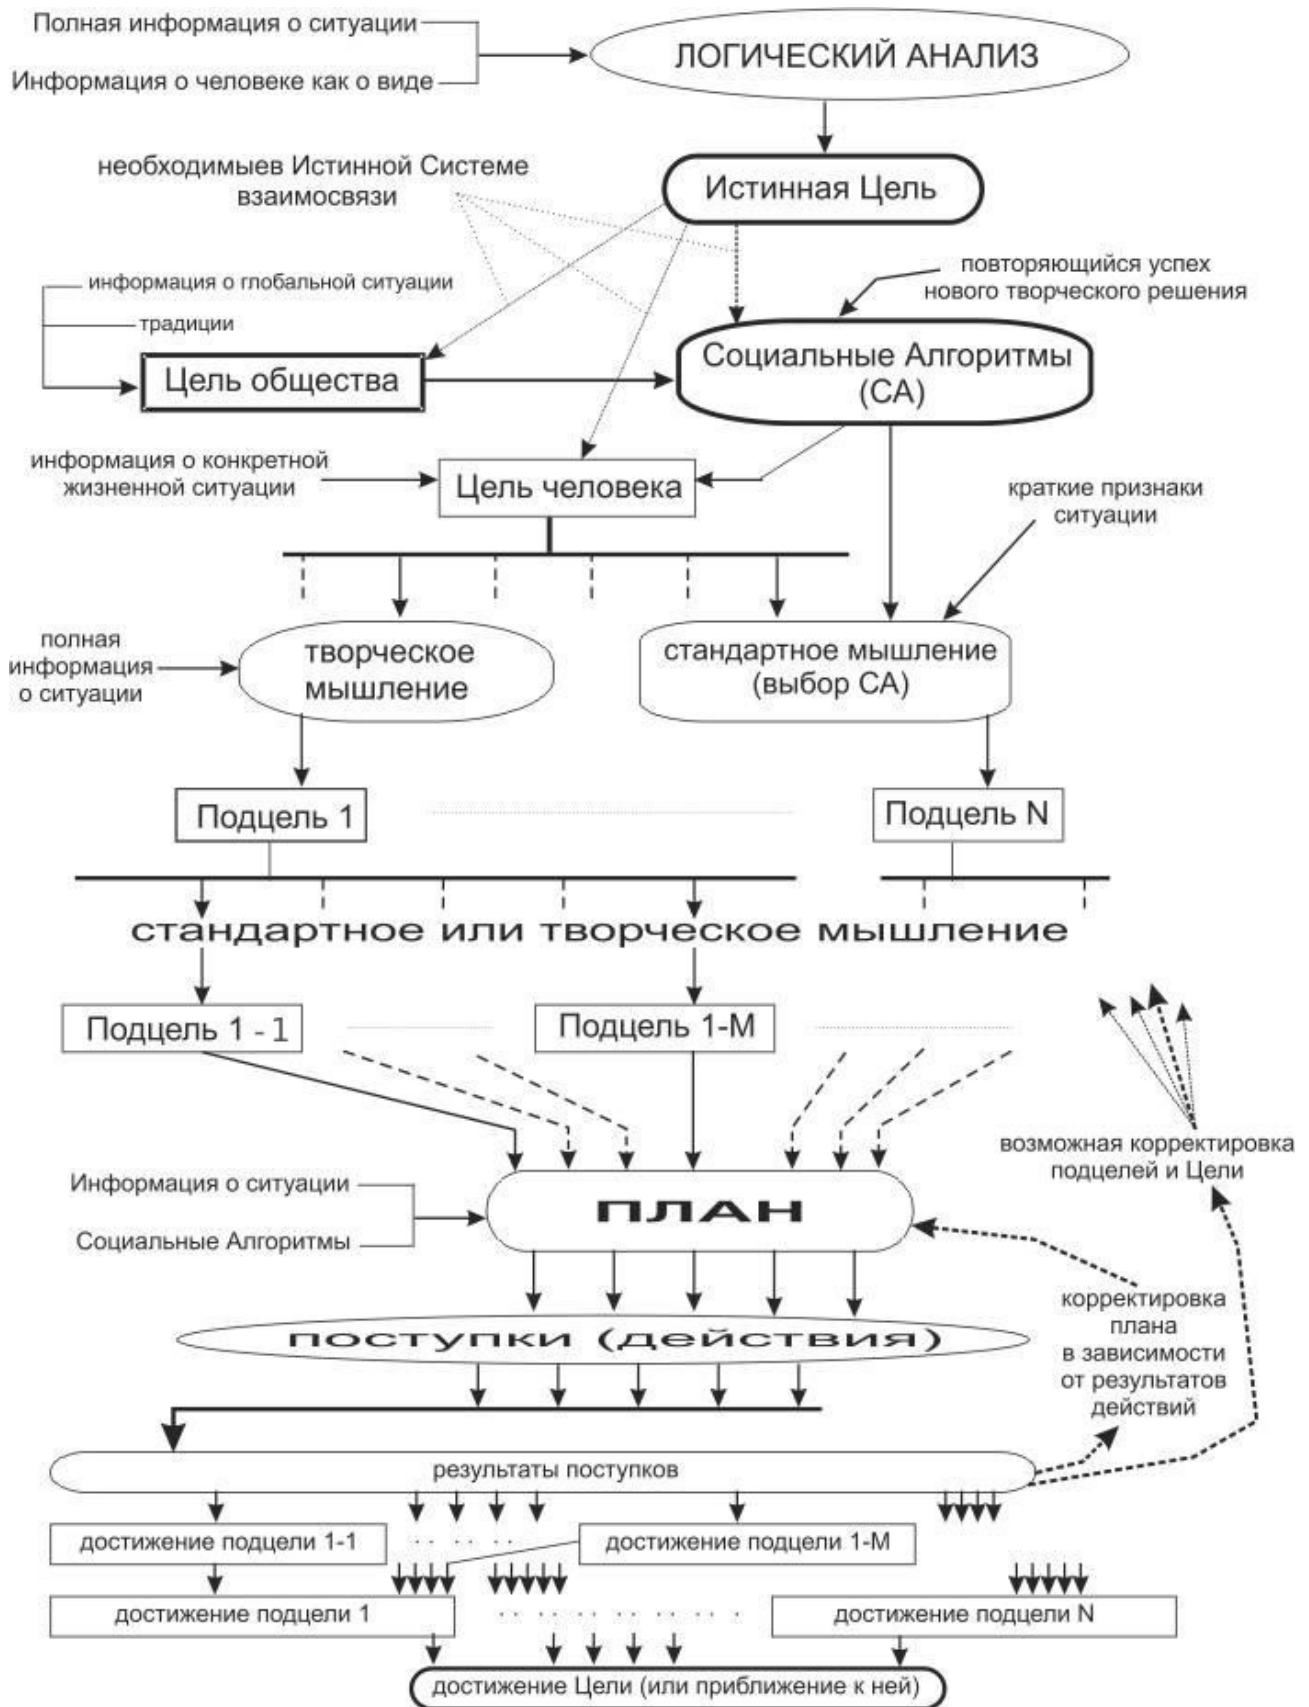 Полная информация о ситуации
Информация о человеке как о виде
ЛОГИЧЕСКИЙ АНАЛИЗ
необходимыев Истинной Системе
взаимосвязи
Истинная Цель
информация о глобальной ситуации
традиции
повторяющийся успех
нового творческого решения
Цель общества
Социальные Алгоритмы
(СА)
информация о конкретной
жизненной ситуации
Цель человека
краткие признаки
ситуации
полная
информация
о ситуации
творческое
мышление
стандартное мышление
(выбор СА)
Подцель 1
Подцель N
стандартное или творческое мышление
Подцель 1 - 1
Подцель 1-М
возможная корректировка
подцелей и Цели
Информация о ситуации
Социальные Алгоритмы
ПЛАН
корректировка
плана
в зависимости
от результатов
действий
поступки (действия)
результаты поступков
достижение подцели 1-1
достижение подцели 1-М
достижение подцели 1
достижение подцели N
достижение Цели (или приближение к ней)